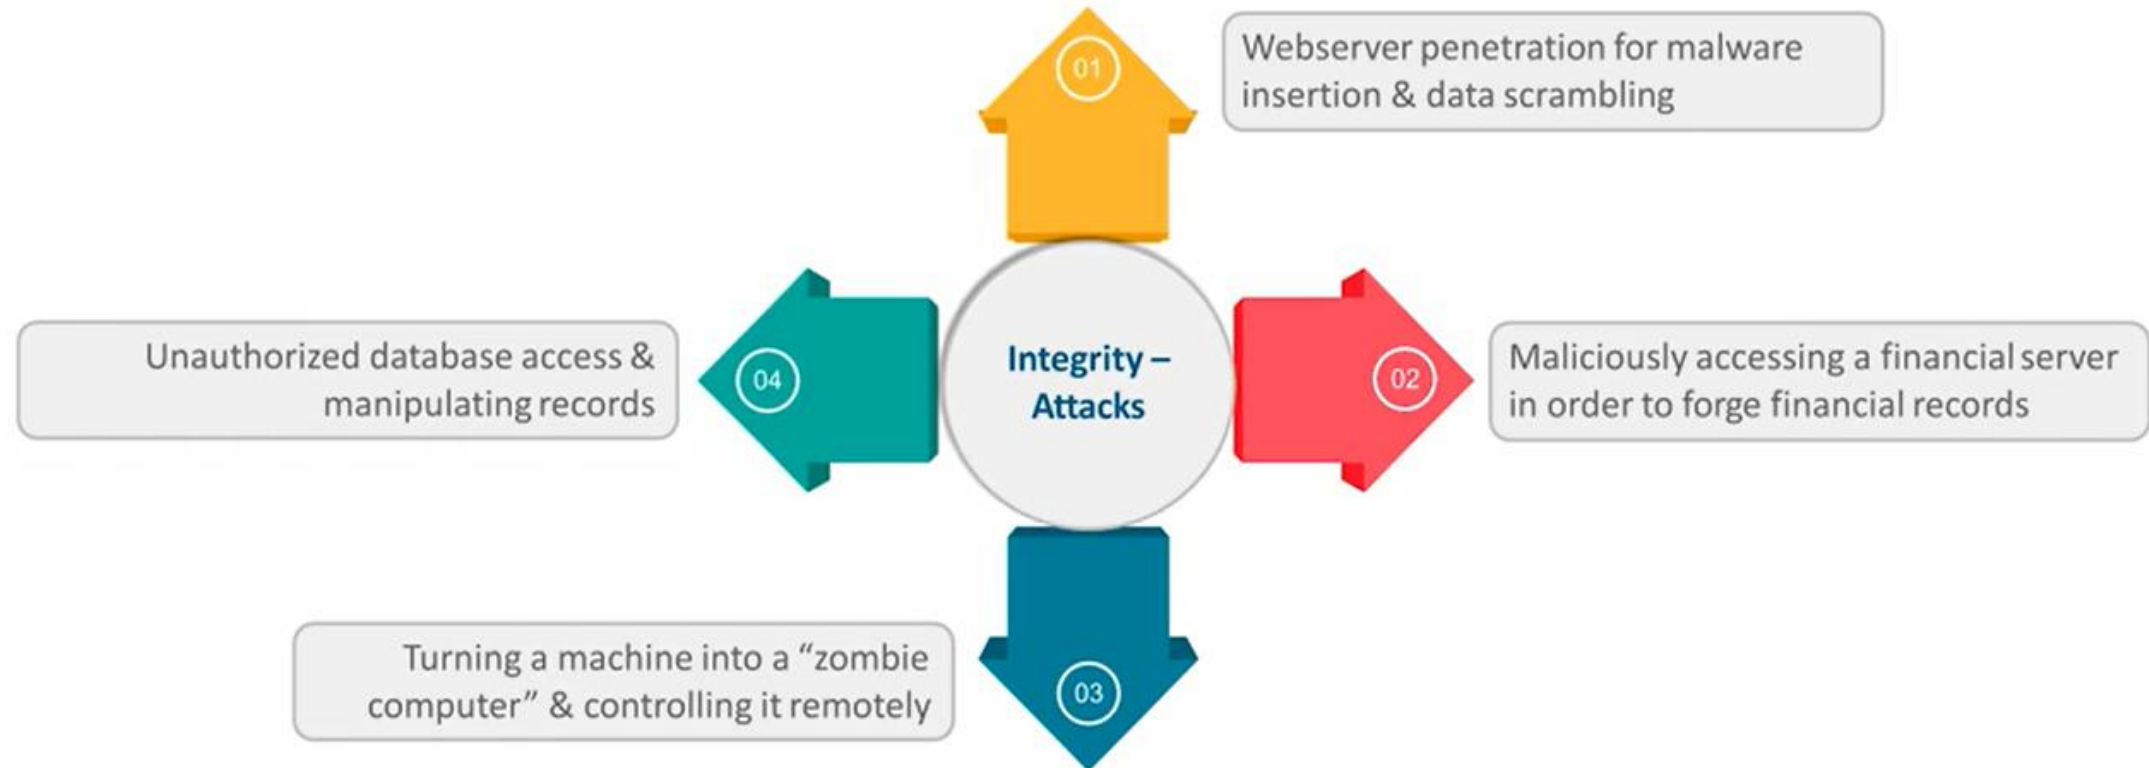 01
Webserver penetration for malware
insertion & data scrambling
Integrity –
Attacks
02
Maliciously accessing a financial server
in order to forge financial records
03
Turning a machine into a “zombie
computer” & controlling it remotely
04
Unauthorized database access &
manipulating records